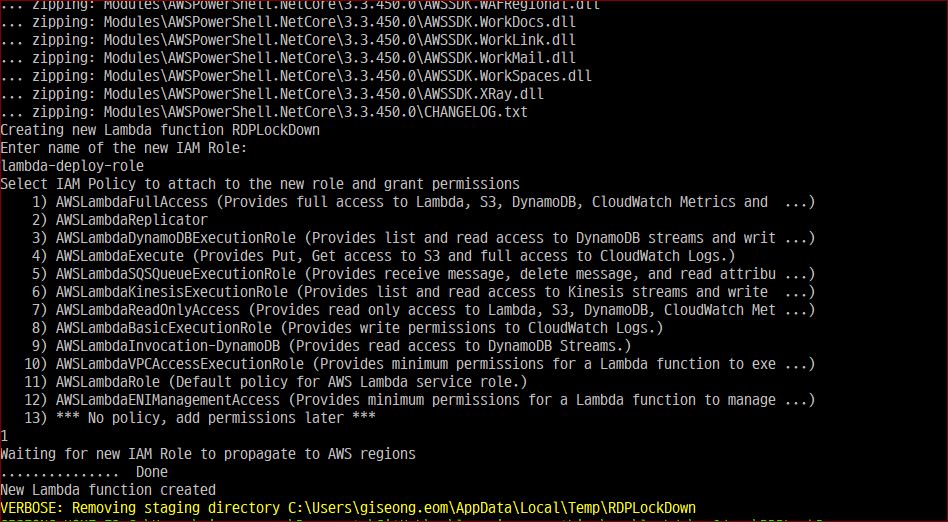 ... zipping: Modules\AWSPowerShell.NetCore\3.3.450.0\AWSSDK.WAFRegional.dll
... zipping: Modules\AWSPowerShell.NetCore\3.3.450.0\AWSSDK.WorkDocs.dll
... zipping: Modules\AWSPowerShell.NetCore\3.3.450.0\AWSSDK.WorkLink.dll
... zipping: Modules\AWSPowerShell.NetCore\3.3.450.0\AWSSDK.WorkMail.dll
... zipping: Modules\AWSPowerShell.NetCore\3.3.450.0\AWSSDK.WorkSpaces.dll
... zipping: Modules\AWSPowerShell.NetCore\3.3.450.0\AWSSDK.XRay.dll
... zipping: Modules\AWSPowerShell.NetCore\3.3.450.0\CHANGELOG.txt
Creating new Lambda function RDPLockDown
Enter name of the new IAM Role:
lambda-deploy-role
Select IAM Policy to attach to the new role and grant permissions
1) AWSLambdaFullAccess (Provides full access to Lambda, S3, DynamoDB, CloudWatch Metrics and ...)
2) AWSLambdaReplicator
3) AWSLambdaDynamoDBExecutionRole (Provides list and read access to DynamoDB streams and writ ...)
4) AWSLambdaExecute (Provides Put, Get access to S3 and full access to CloudWatch Logs.)
5) AWSLambdaSQSQueueExecutionRole (Provides receive message, delete message, and read attribu ...)
6) AWSLambdaKinesisExecutionRole (Provides list and read access to Kinesis streams and write ...)
7) AWSLambdaReadOnlyAccess (Provides read only access to Lambda, S3, DynamoDB, CloudWatch Met ...)
8) AWSLambdaBasicExecutionRole (Provides write permissions to CloudWatch Logs.)
9) AWSLambdaInvocation-DynamoDB (Provides read access to DynamoDB Streams.)
10) AWSLambdaVPCAccessExecutionRole (Provides minimum permissions for a Lambda function to exe ...)
11) AWSLambdaRole (Default policy for AWS Lambda service role.)
12) AWSLambdaENIManagementAccess (Provides minimum permissions for a Lambda function to manage ...)
13) *** No policy, add permissions later ***
1
Waiting for new IAM Role to propagate to AWS regions
............... Done
New Lambda function created
VERBOSE: Removing staging directory C:\Users\giseong.eom\AppData\Local\Temp\RDPLockDown